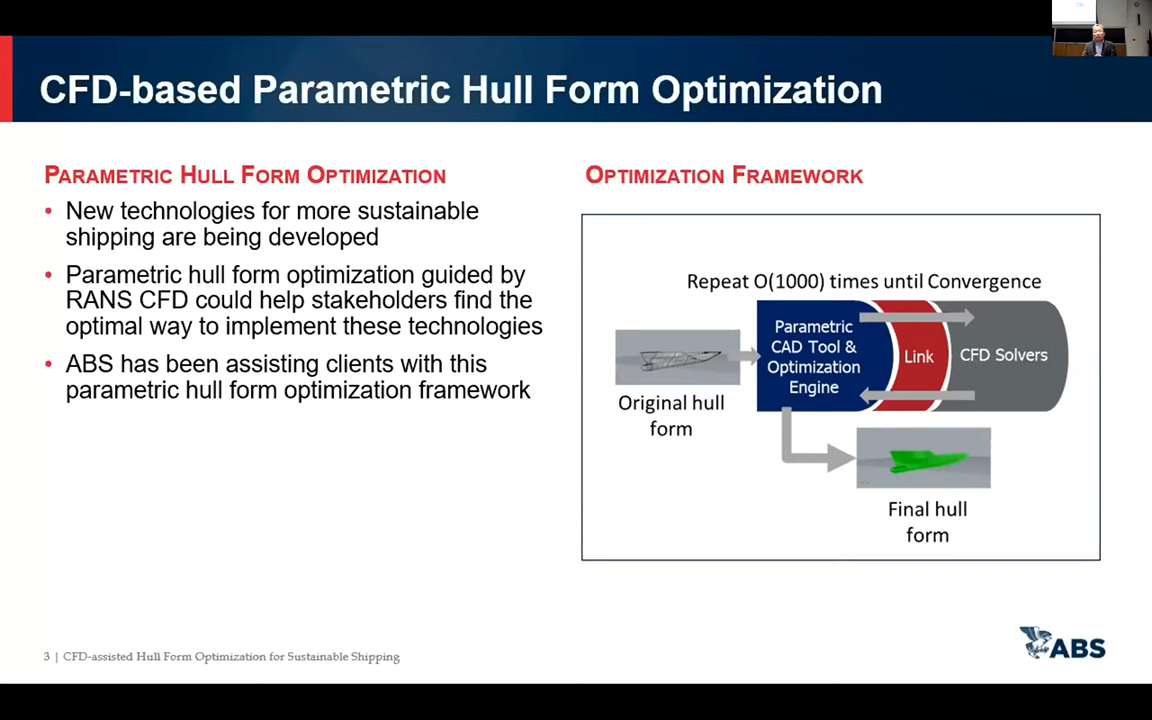 CFD-based Parametric Hull Form Optimization
PARAMETRIC HULL FORM OPTIMIZATION
• New technologies for more sustainable
shipping are being developed
• Parametric hull form optimization guided by
RANS CFD could help stakeholders find the
optimal way to implement these technologies
• ABS has been assisting clients with this
parametric hull form optimization framework
OPTIMIZATION FRAMEWORK
Repeat O(1000) times until Convergence
Original hull
form
Parametric
CAD Tool &
Optimization
Engine
Link
CFD Solvers
Final hull
form
3 | CFD-assisted Hull Form Optimization for Sustainable Shipping
ABS